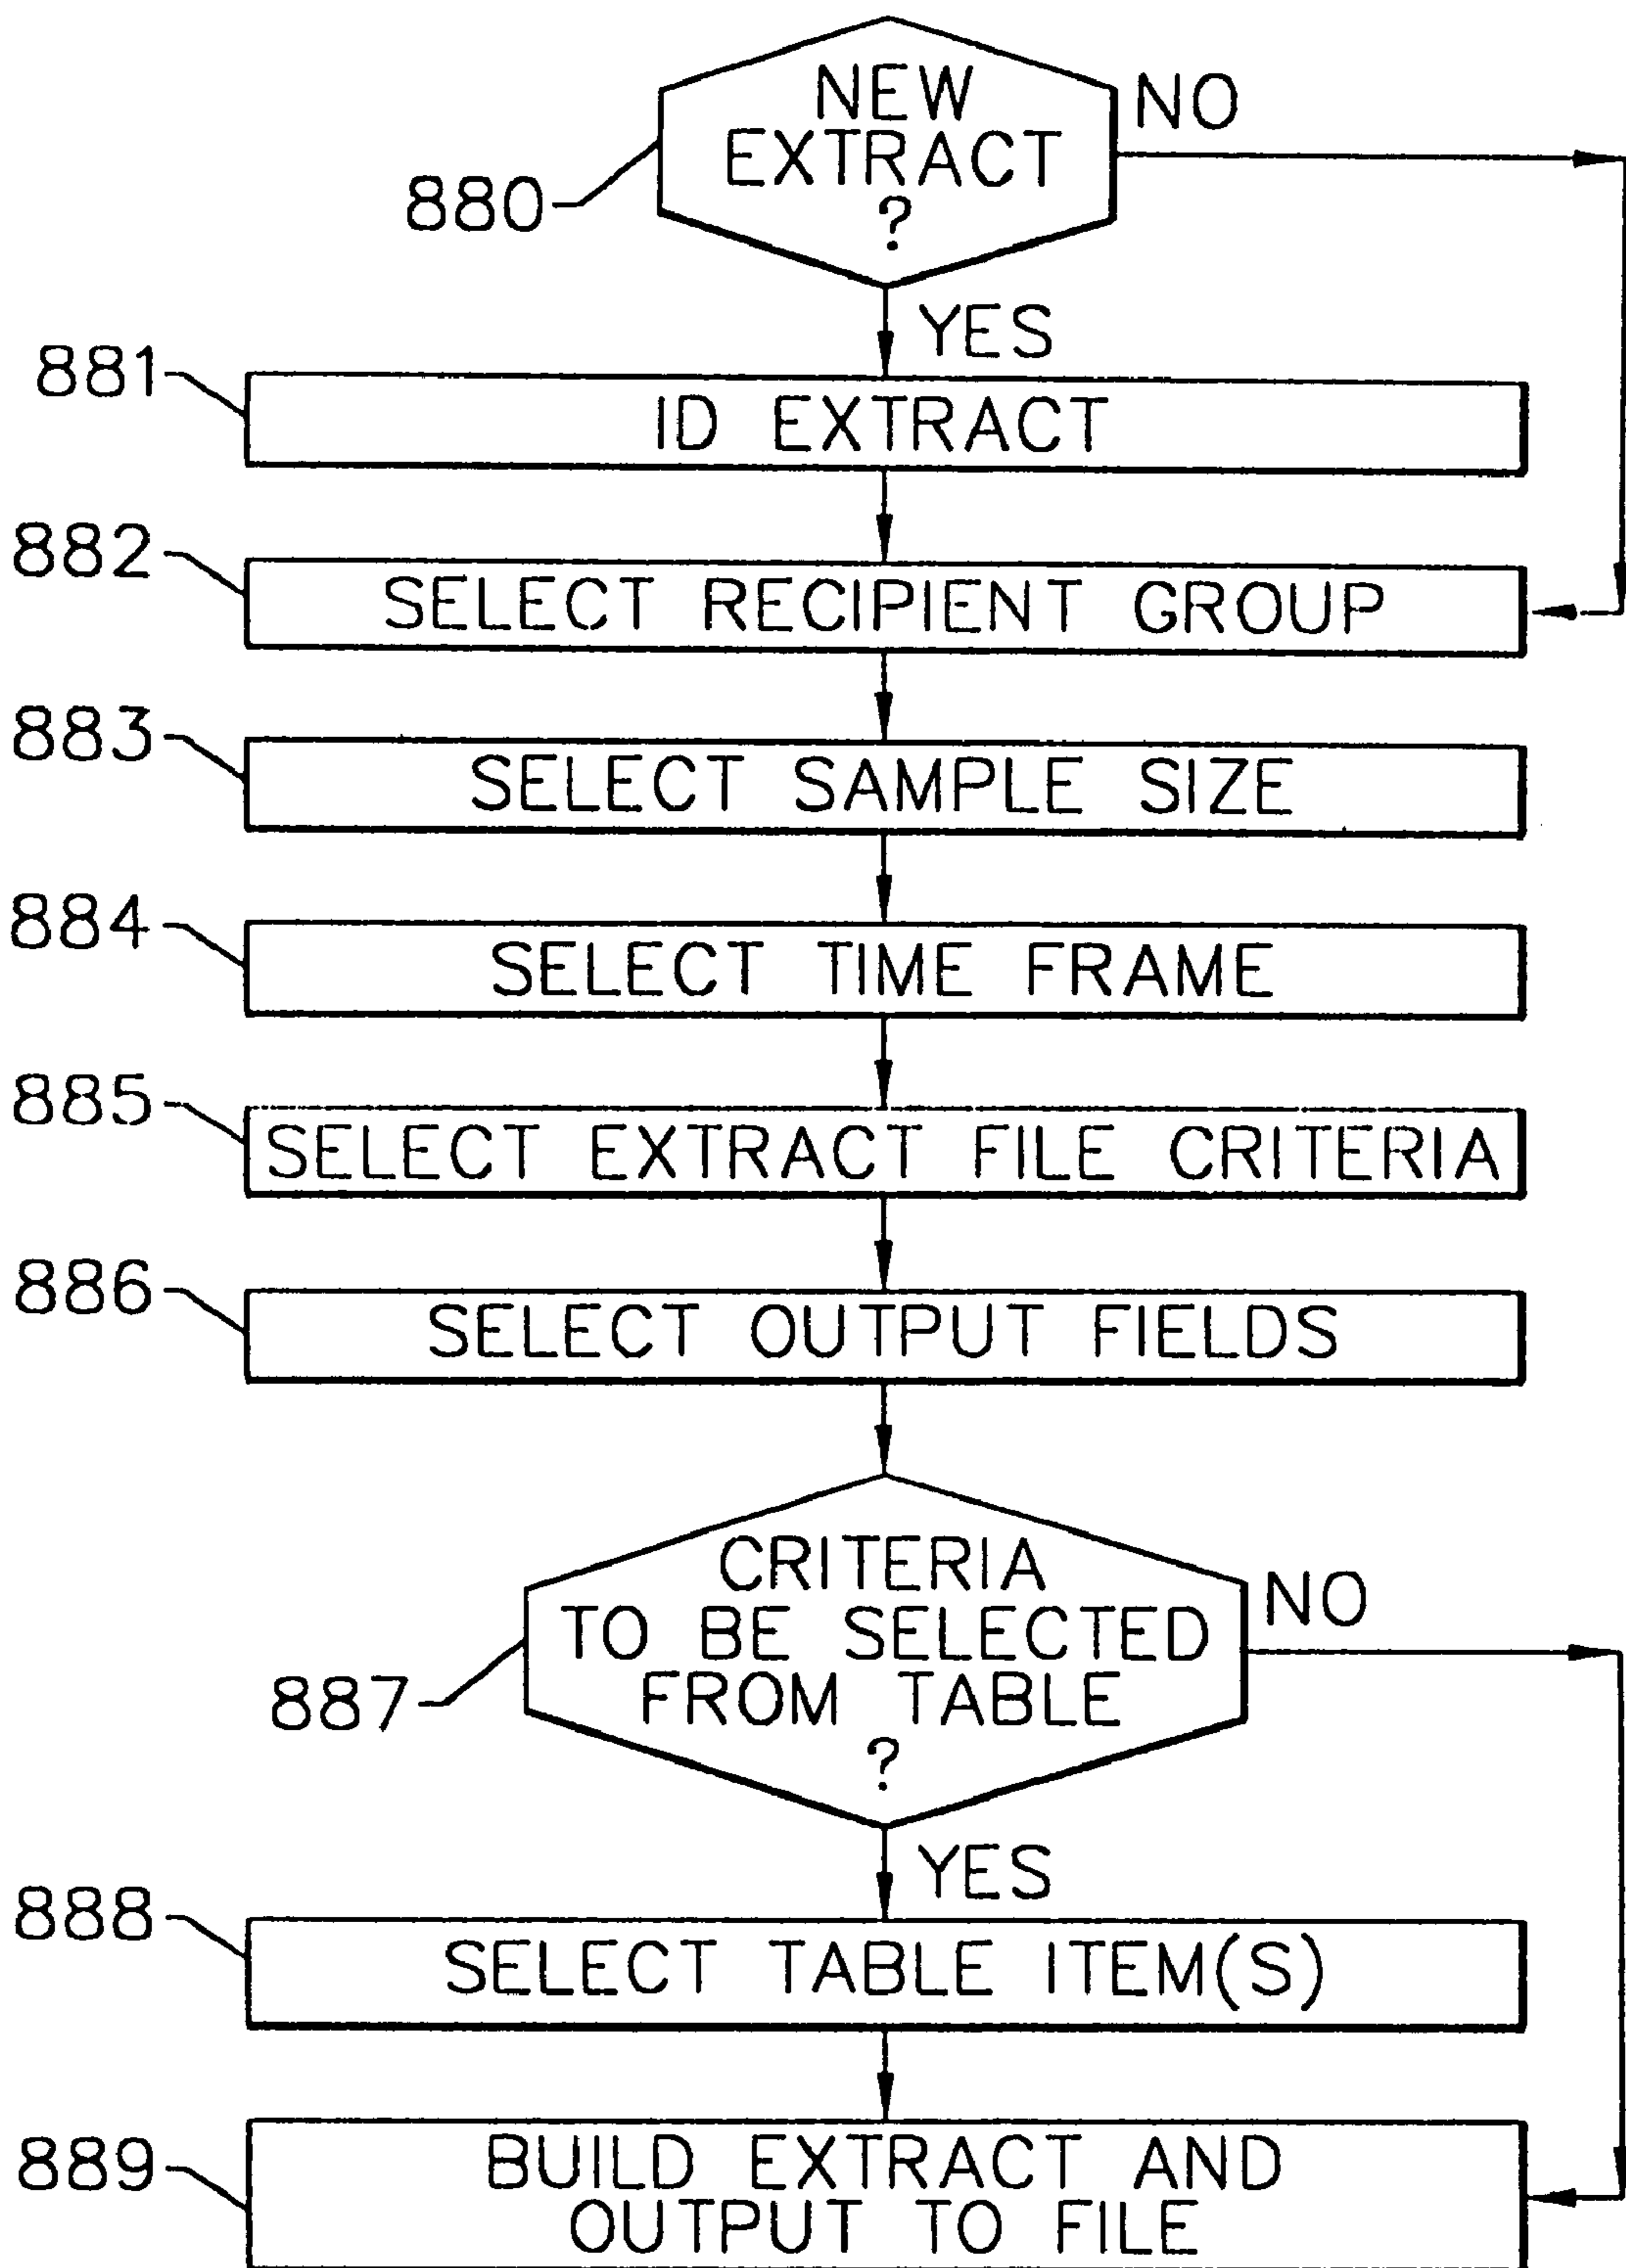 NEW
EXTRACT
?
NO
880
YES
881
ID EXTRACT
882
SELECT RECIPIENT GROUP
883
SELECT SAMPLE SIZE
884
SELECT TIME FRAME
885
SELECT EXTRACT FILE CRITERIA
886
SELECT OUTPUT FIELDS
CRITERIA
TO BE SELECTED
FROM TABLE
?
NO
887
YES
888
SELECT TABLE ITEM(S)
889
BUILD EXTRACT AND
OUTPUT TO FILE